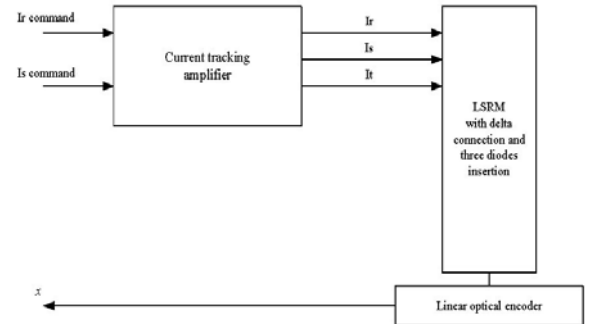 Ir command
Is command
Current tracking
amplifier
Ir
Is
It
LSRM
with delta
connection and
three diodes
insertion
x
Linear optical encoder